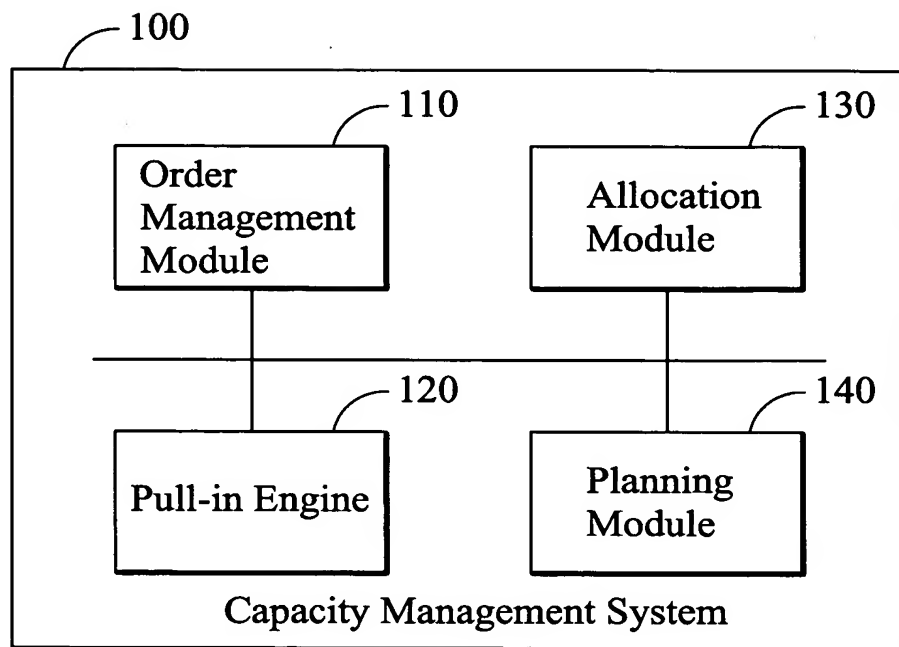 100
110
Order
Management
Module
130
Allocation
Module
120
Pull-in Engine
140
Planning
Module
Capacity Management System